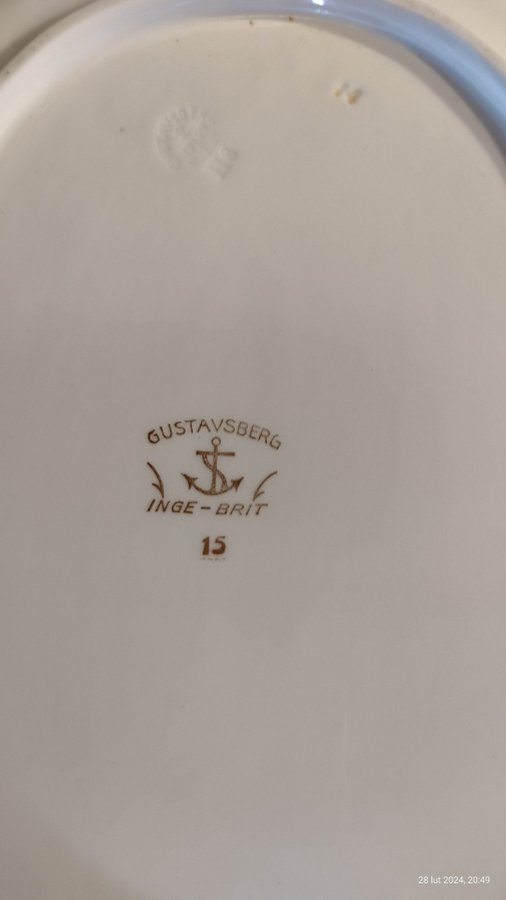 H
GUSTAVSBERG
INGE-BRIT
15
28 lut 2024, 20:49